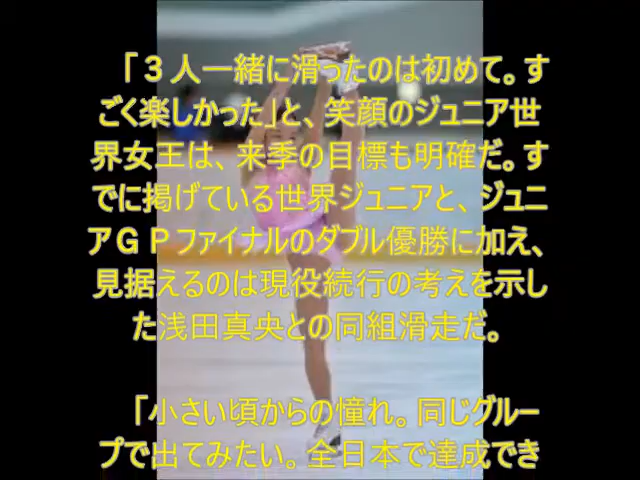 「３人一緒に滑ったのは初めて。す
ごく楽しかった」と、笑顔のジュニア世
界女王は、来季の目標も明確だ。す
でに掲げている世界ジュニアと、ジュニ
アＧＰファイナルのダブル優勝に加え、
見据えるのは現役続行の考えを示し
た浅田真央との同組滑走だ。
「小さい頃からの憧れ。同じグルー
プで出てみたい。全日本で達成でき